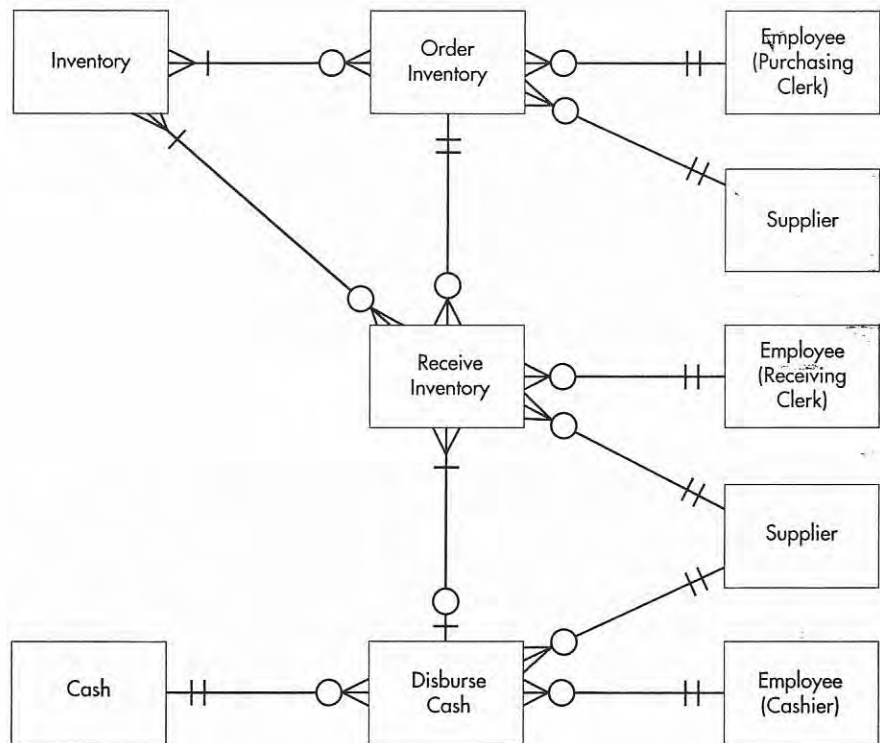 Inventory
Order
Inventory
Employee
(Purchasing
Clerk)
Supplier
Receive
Inventory
Employee
(Receiving
Clerk)
Supplier
Cash
Disburse
Cash
Employee
(Cashier)